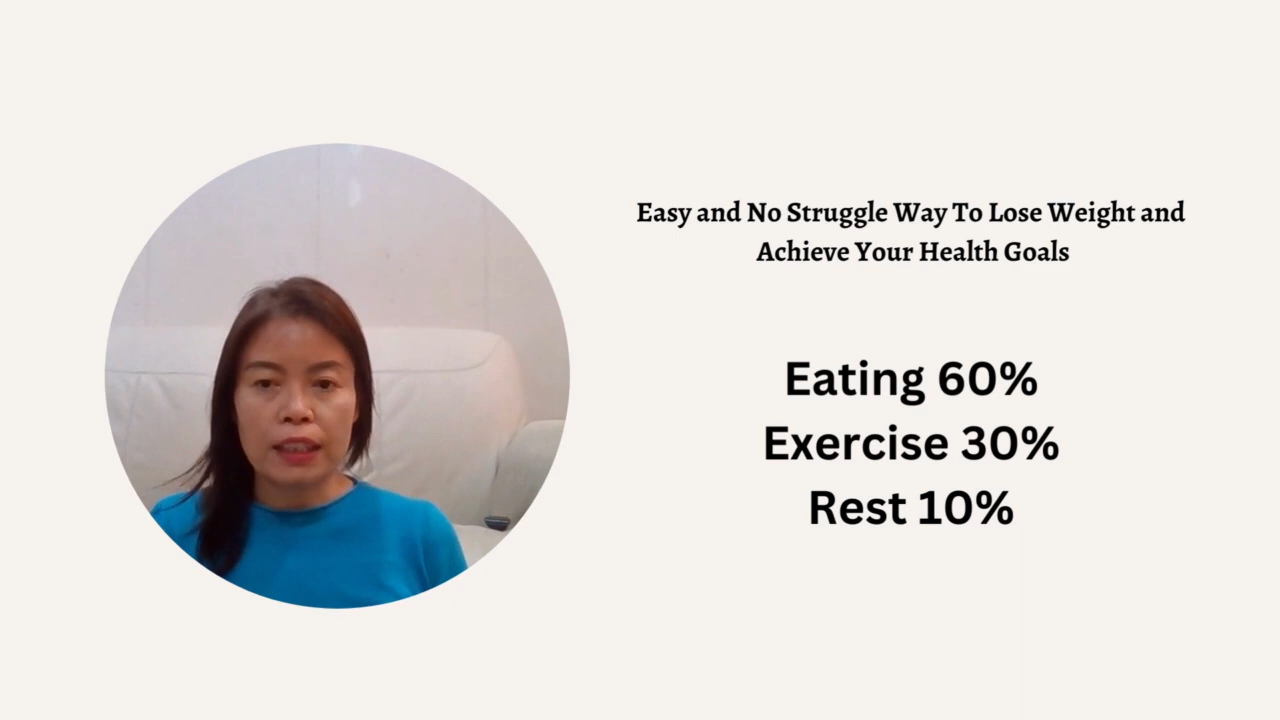 Easy and No Struggle Way To Lose Weight and
Achieve Your Health Goals
Eating 60%
Exercise 30%
Rest 10%